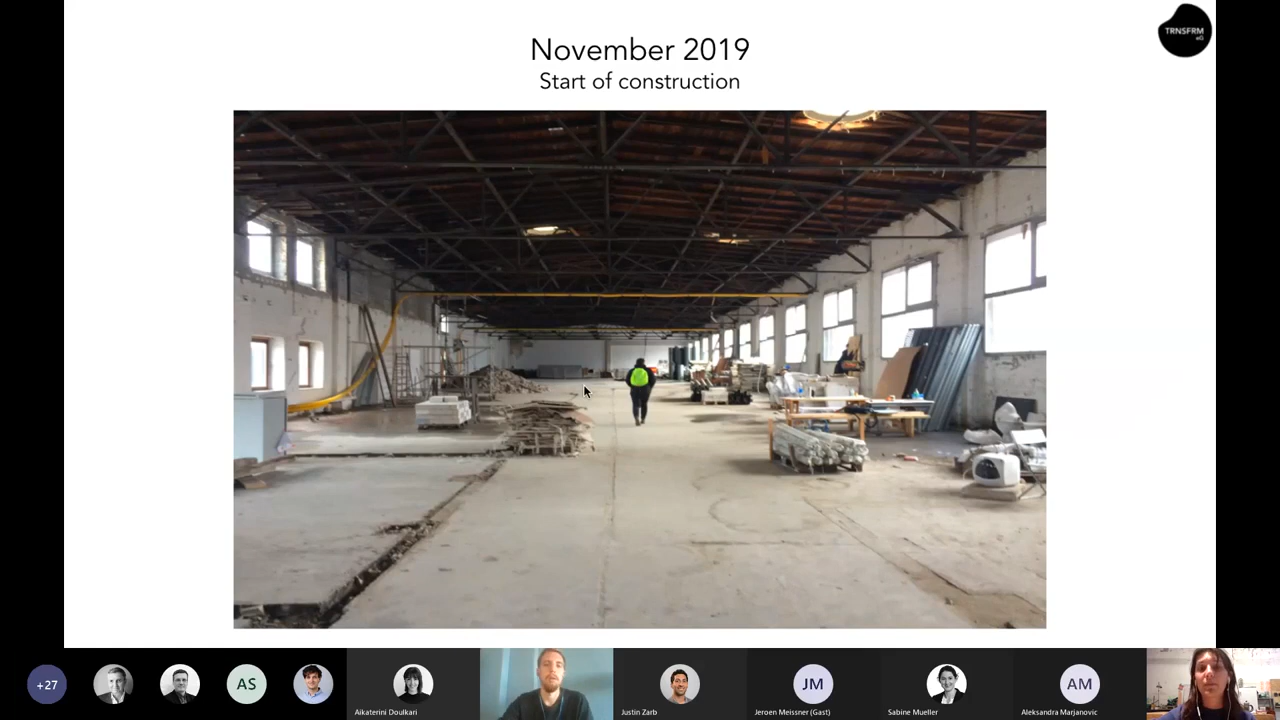 November 2019
Start of construction
TRNSFRM
eG
+27
AS
Aikaterini Doulkari
Justin Zarb
JM
Jeroen Meissner (Gast)
Sabine Mueller
AM
Aleksandra Marjanovic